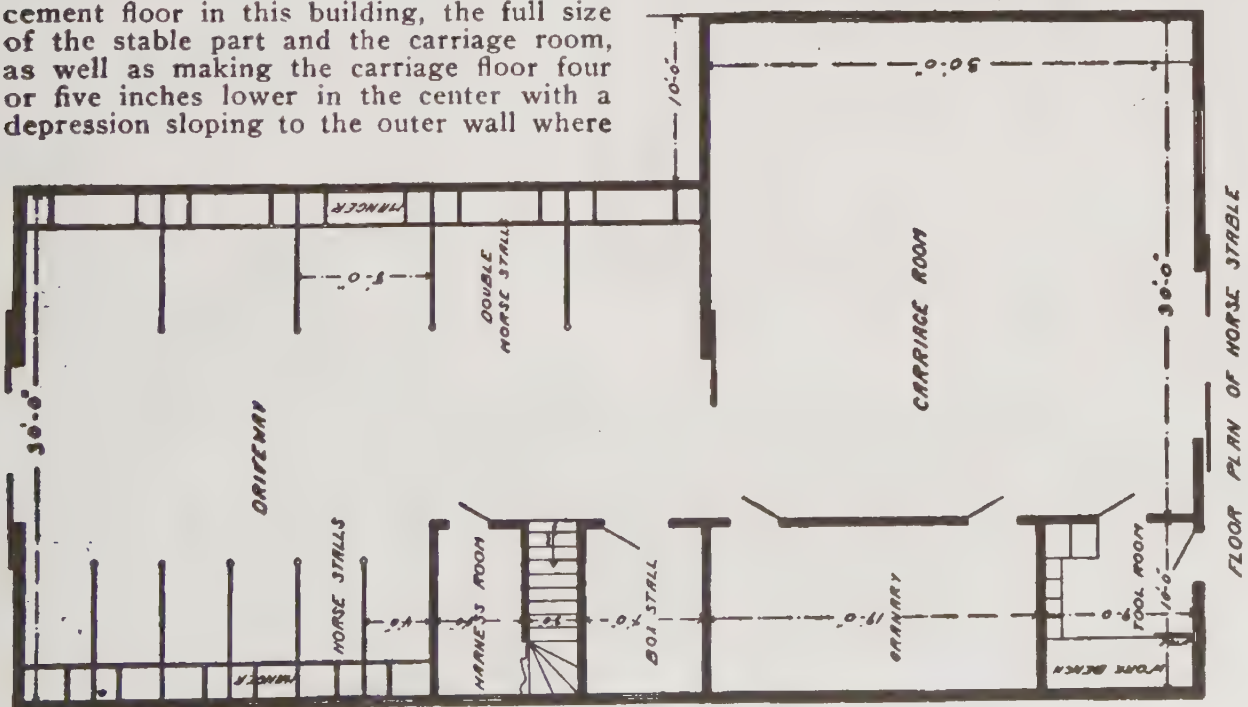 cement floor in this building, the full size
of the stable part and the carriage room,
as well as making the carriage floor four
or five inches lower in the center with a
depression sloping to the outer wall where
10'-0"
30'-0"
MANGER
8'-0"
DOUBLE
HORSE STALLS
CARRIAGE ROOM
30'-0"
30'-0"
DRIVEWAY
HORSE STALLS
MANGER
HARNESS ROOM
BOX STALL
GRANARY
19'-0"
TOOL ROOM
9'-0"
10'-0"
WORK BENCH
FLOOR PLAN OF HORSE STABLE